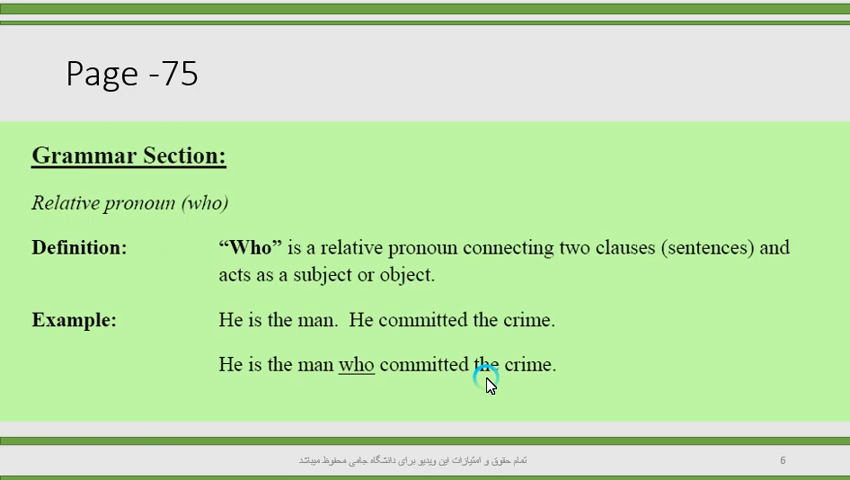 Page -75
Grammar Section:
Relative pronoun (who)
Definition: “Who” is a relative pronoun connecting two clauses (sentences) and
acts as a subject or object.
Example: He is the man.  He committed the crime.
He is the man who committed the crime.
تمام حقوق و امتیازات این ویدیو برای دانشگاه جامی محفوظ میباشد
6